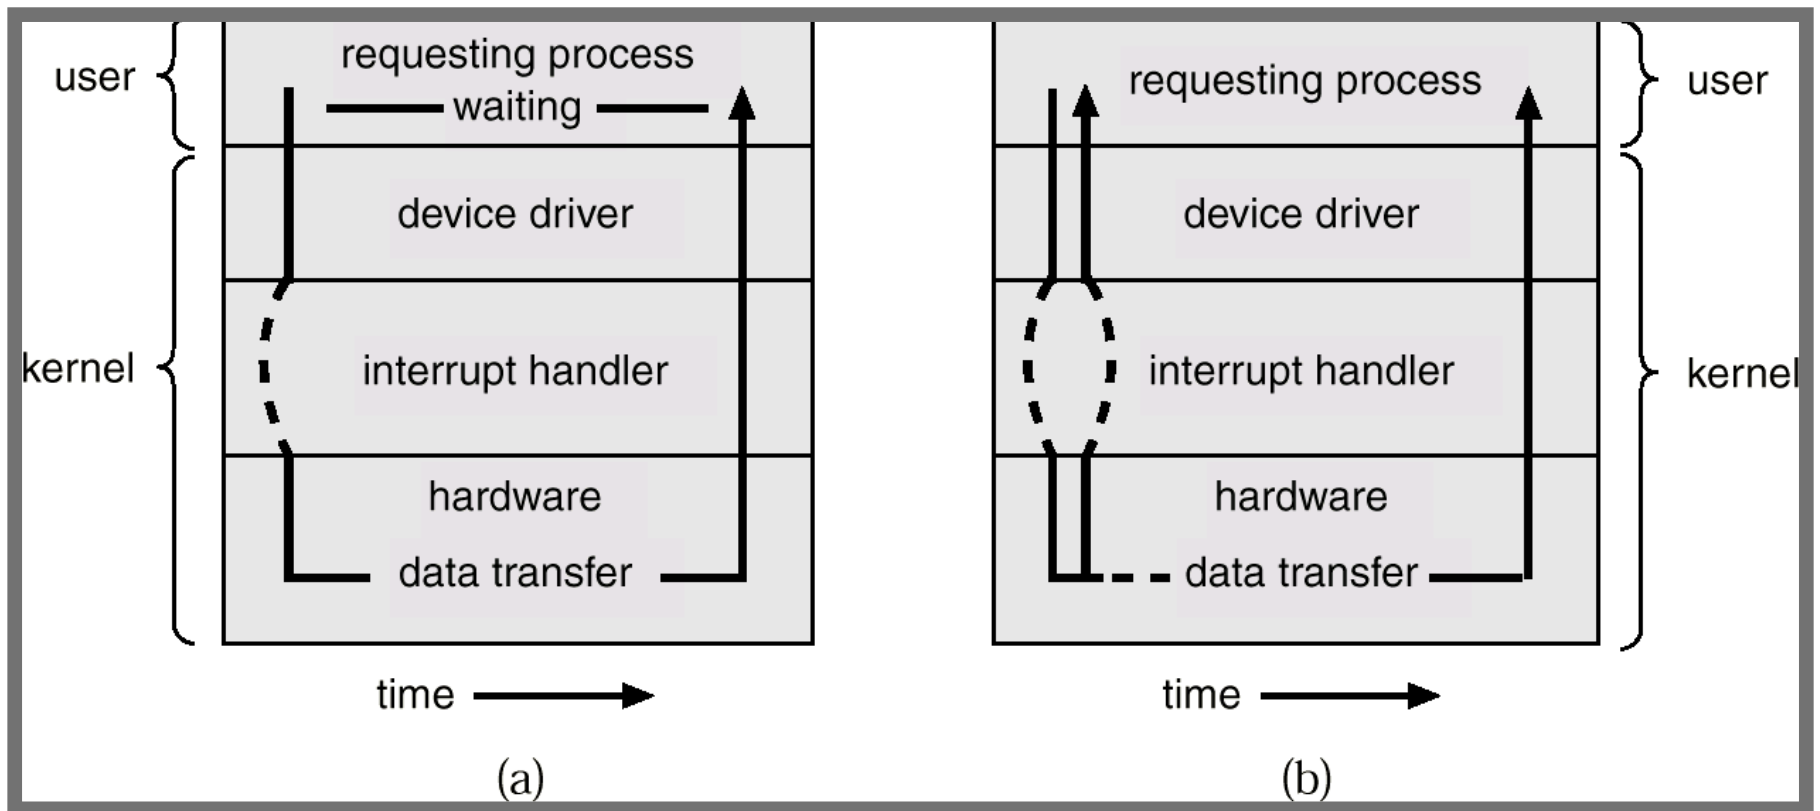 user
requesting process
waiting
device driver
kernel
interrupt handler
hardware
data transfer
time
(a)
requesting process
user
device driver
interrupt handler
kernel
hardware
data transfer
time
(b)